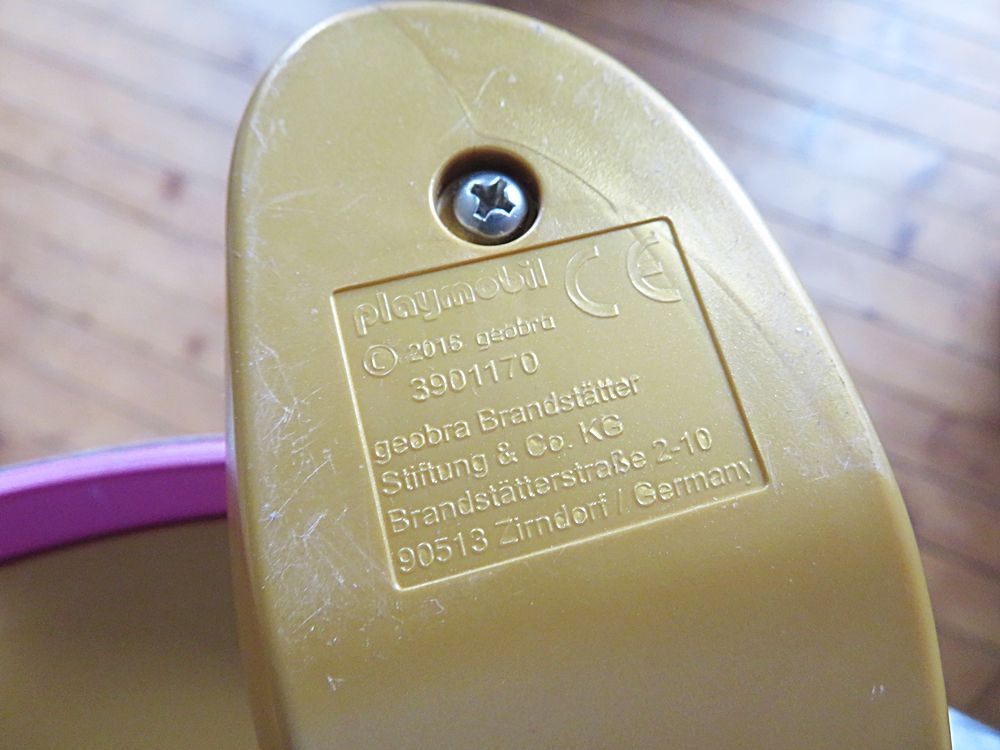 playmobil CE
© 2016 geobra
3901170
geobra Brandstätter
Stiftung & Co. KG
Brandstätterstraße 2-10
90513 Zirndorf / Germany